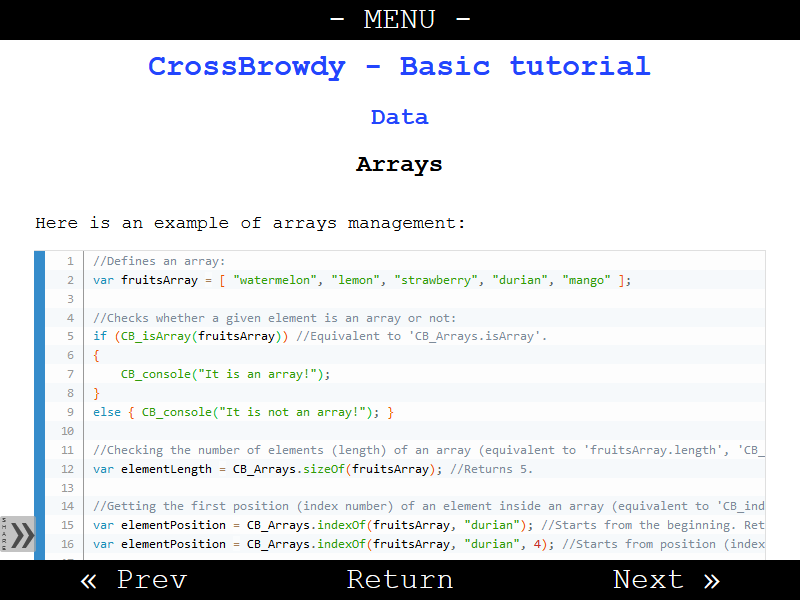 - MENU -
CrossBrowdy - Basic tutorial
Data
Arrays
Here is an example of arrays management:
1 //Defines an array:
2 var fruitsArray = [ "watermelon", "lemon", "strawberry", "durian", "mango" ];
3
4 //Checks whether a given element is an array or not:
5 if (CB_isArray(fruitsArray)) //Equivalent to 'CB_Arrays.isArray'.
6 {
7 CB_console("It is an array!");
8 }
9 else { CB_console("It is not an array!"); }
10
11 //Checking the number of elements (length) of an array (equivalent to 'fruitsArray.length', 'CB_
12 var elementLength = CB_Arrays.sizeOf(fruitsArray); //Returns 5.
13
14 //Getting the first position (index number) of an element inside an array (equivalent to 'CB_ind
15 var elementPosition = CB_Arrays.indexOf(fruitsArray, "durian"); //Starts from the beginning. Ret
16 var elementPosition = CB_Arrays.indexOf(fruitsArray, "durian", 4); //Starts from position (index
SHARE »
« Prev Return Next »